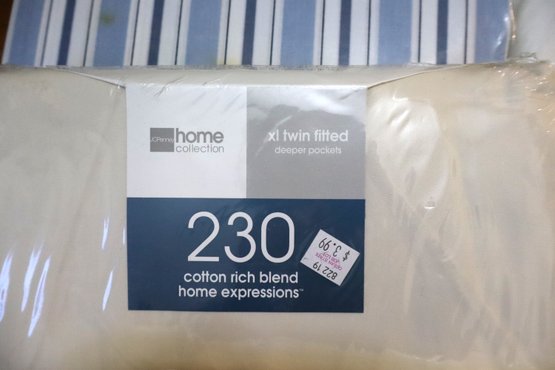 JCPenney
home
collection
xl twin fitted
deeper pockets
230
cotton rich blend
home expressions™
822 19
$ 3.99